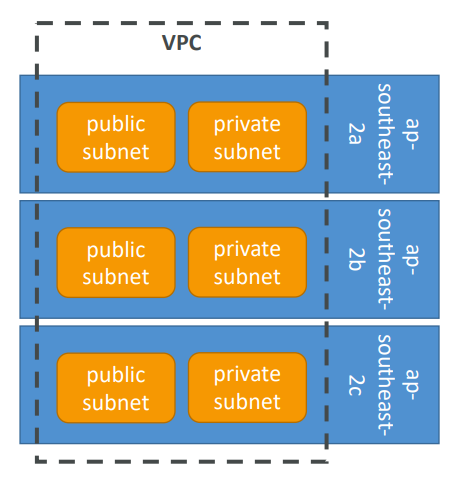 VPC
public
subnet
private
subnet
ap-
southeast-
2a
public
subnet
private
subnet
ap-
southeast-
2b
public
subnet
private
subnet
ap-
southeast-
2c